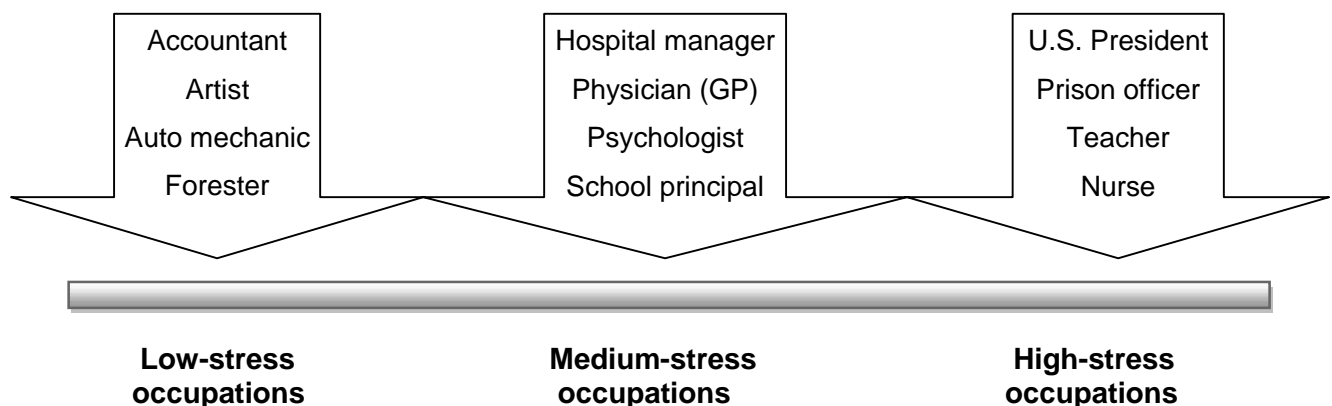 Accountant
Artist
Auto mechanic
Forester
Hospital manager
Physician (GP)
Psychologist
School principal
U.S. President
Prison officer
Teacher
Nurse
Low-stress
occupations
Medium-stress
occupations
High-stress
occupations